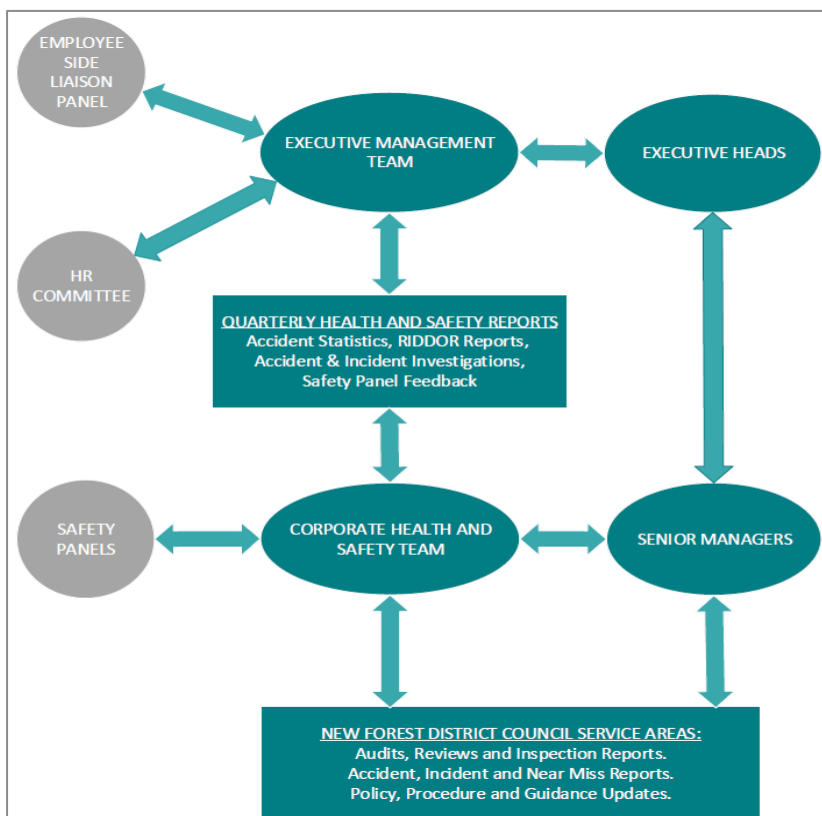 EMPLOYEE
SIDE
LIAISON
PANEL
EXECUTIVE MANAGEMENT
TEAM
EXECUTIVE HEADS
HR
COMMITTEE
QUARTERLY HEALTH AND SAFETY REPORTS
Accident Statistics, RIDDOR Reports,
Accident & Incident Investigations,
Safety Panel Feedback
SAFETY
PANELS
CORPORATE HEALTH AND
SAFETY TEAM
SENIOR MANAGERS
NEW FOREST DISTRICT COUNCIL SERVICE AREAS:
Audits, Reviews and Inspection Reports.
Accident, Incident and Near Miss Reports.
Policy, Procedure and Guidance Updates.